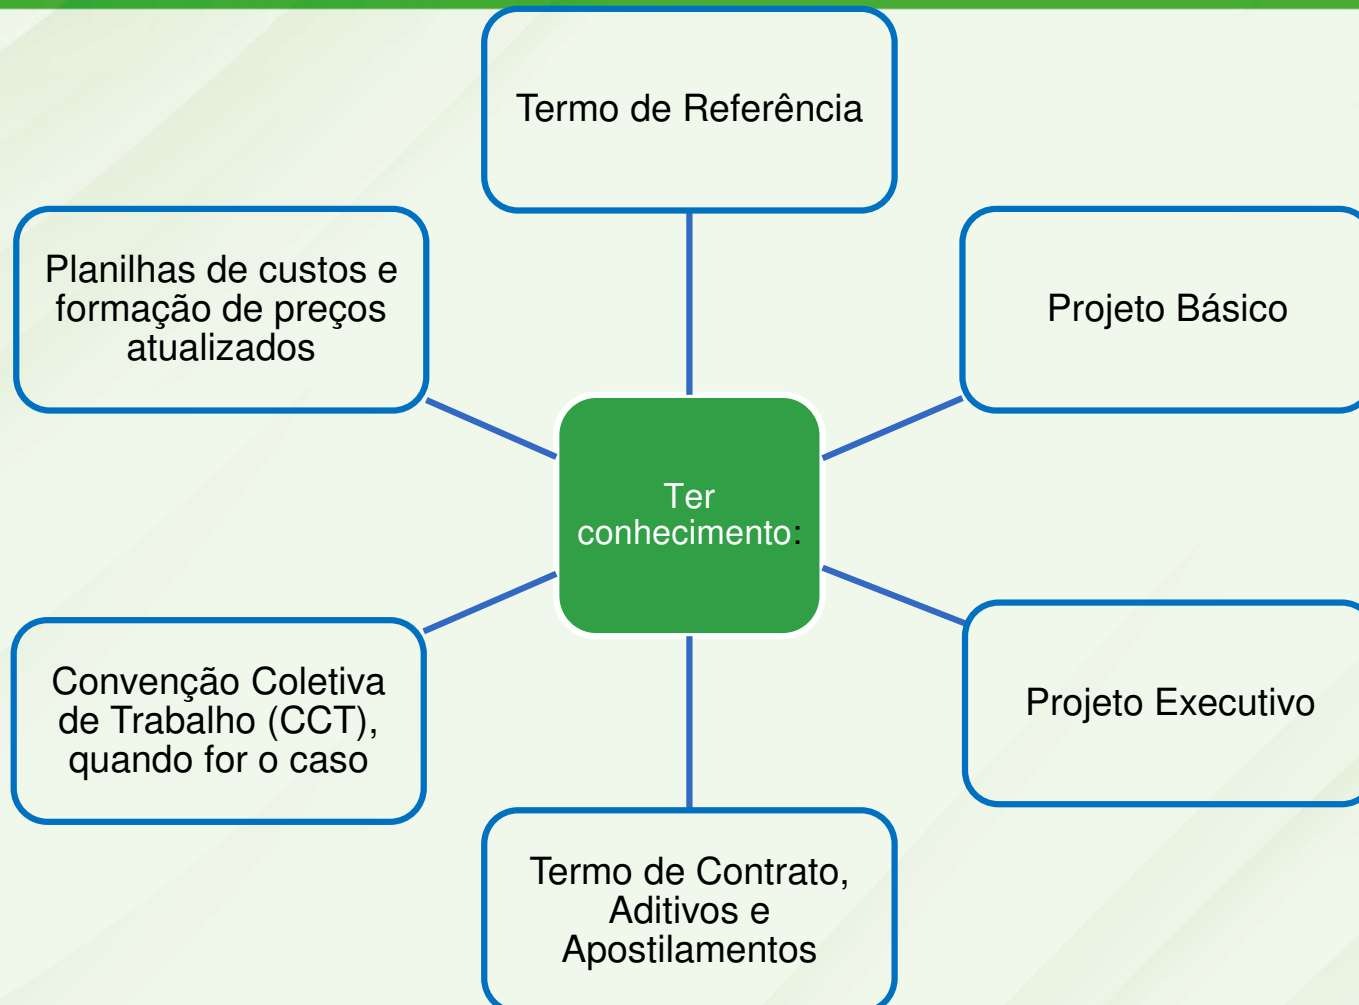 Termo de Referência
Planilhas de custos e
formação de preços
atualizados
Projeto Básico
Ter
conhecimento:
Convenção Coletiva
de Trabalho (CCT),
quando for o caso
Projeto Executivo
Termo de Contrato,
Aditivos e
Apostilamentos